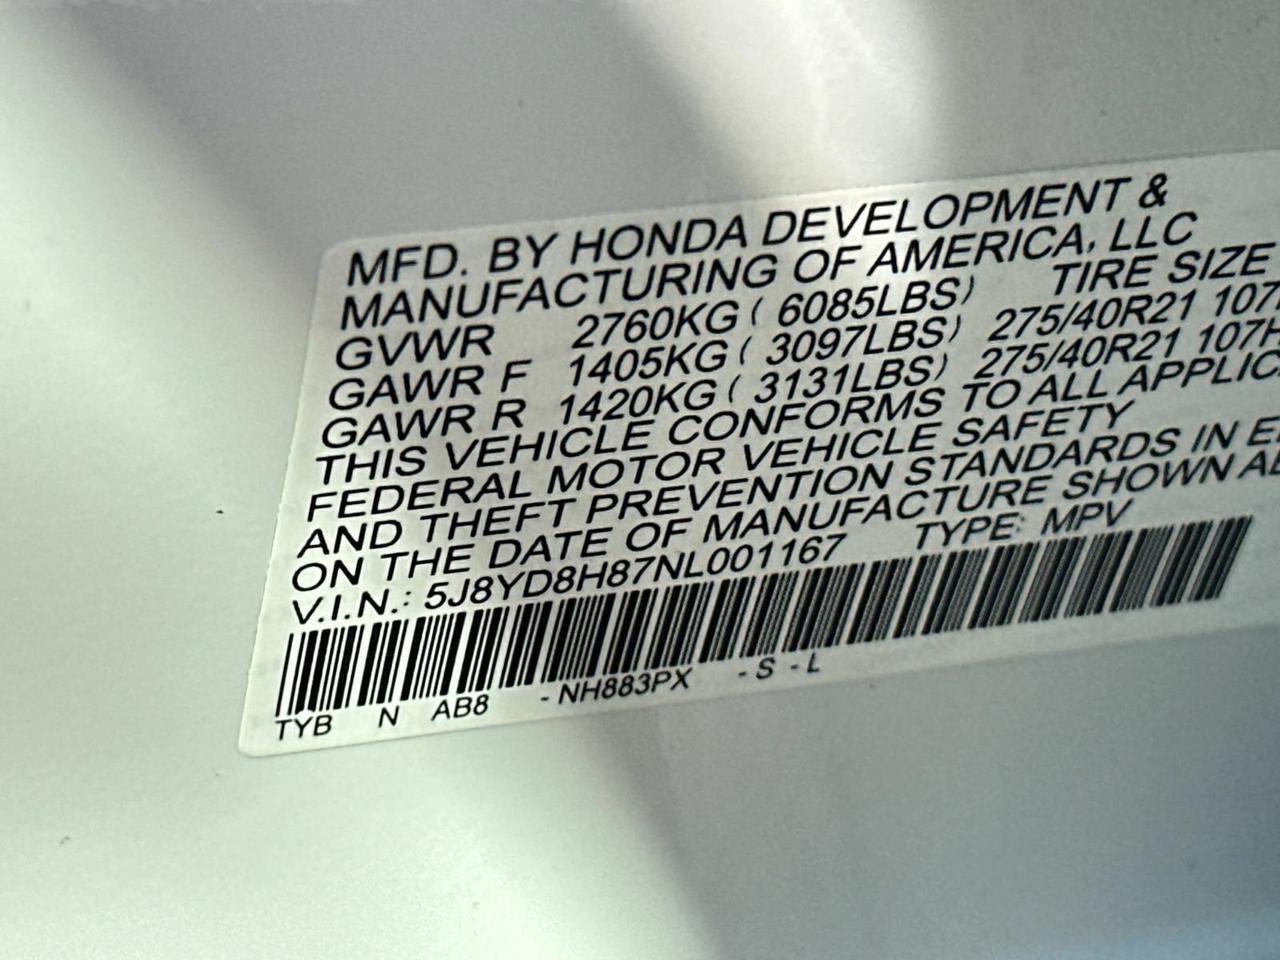 MFD. BY HONDA DEVELOPMENT &
MANUFACTURING OF AMERICA, LLC
GVWR 2760KG ( 6085LBS) TIRE SIZE
GAWR F 1405KG ( 3097LBS) 275/40R21 107
GAWR R 1420KG ( 3131LBS) 275/40R21 107H
THIS VEHICLE CONFORMS TO ALL APPLIC
FEDERAL MOTOR VEHICLE SAFETY
AND THEFT PREVENTION STANDARDS IN E
ON THE DATE OF MANUFACTURE SHOWN A
V.I.N.: 5J8YD8H87NL001167 TYPE: MPV
TYB N AB8 -NH883PX -S -L